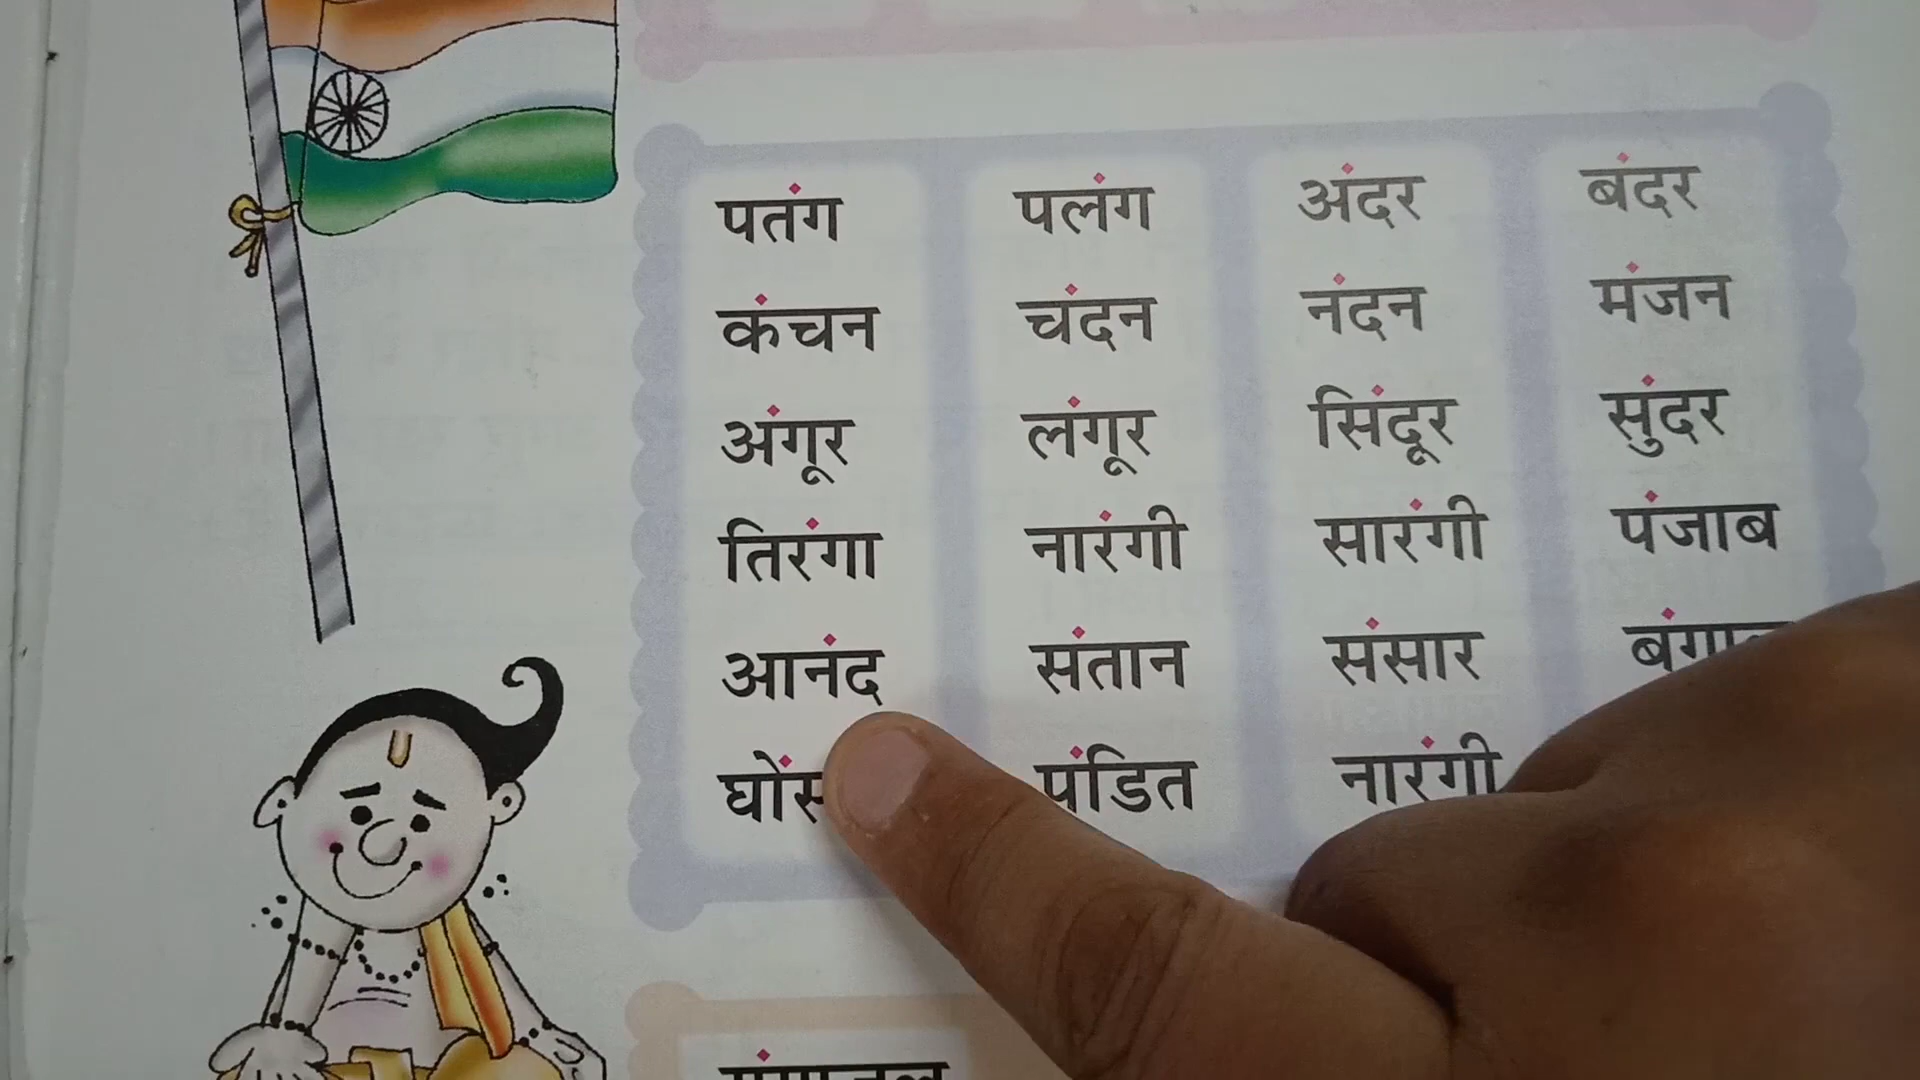 पतंग पलंग अंदर बंदर
कंचन चंदन नंदन मंजन
अंगूर लंगूर सिंदूर सुंदर
तिरंगा नारंगी सारंगी पंजाब
आनंद संतान संसार
पंडित नारंगी